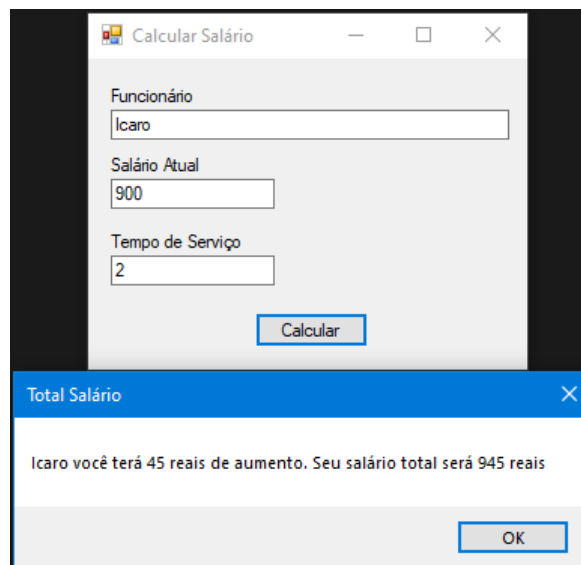 Calcular Salário
Funcionário
Icaro
Salário Atual
900
Tempo de Serviço
2
Calcular
Total Salário
Icaro você terá 45 reais de aumento. Seu salário total será 945 reais
OK